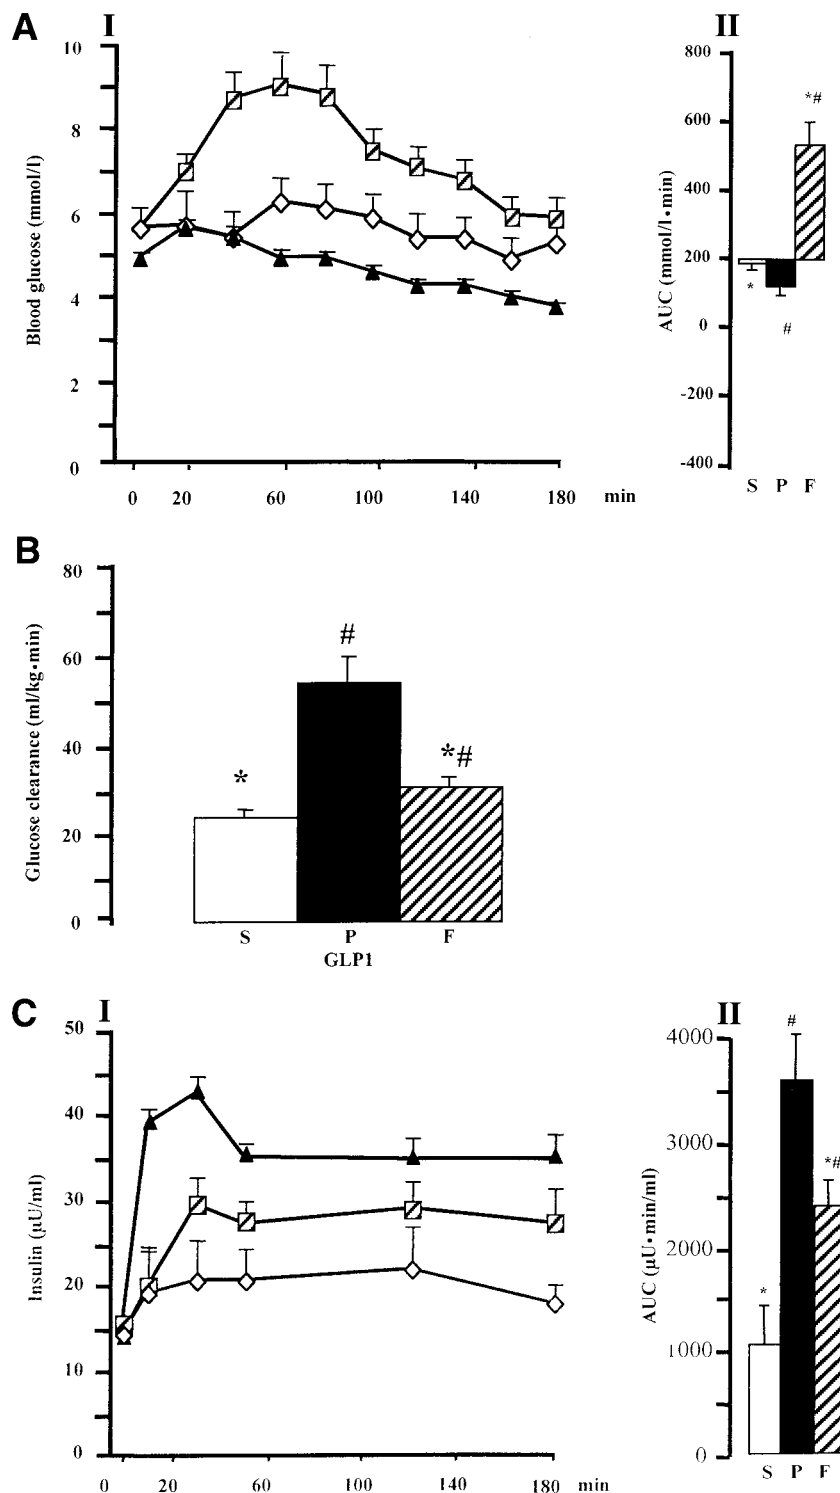 A
I
II
10
8
6
4
2
0
Blood glucose (mmol/l)
0 20 60 100 140 180 min
800
600
400
200
0
-200
-400
AUC (mmol/l•min)
*#
*
#
S P F
B
80
60
40
20
0
Glucose clearance (ml/kg•min)
*
#
*#
S P F
GLP1
C
I
II
50
40
30
20
10
0
Insulin (µU/ml)
0 20 60 100 140 180 min
4000
3000
2000
1000
0
AUC (µU•min/ml)
#
*#
*
S P F